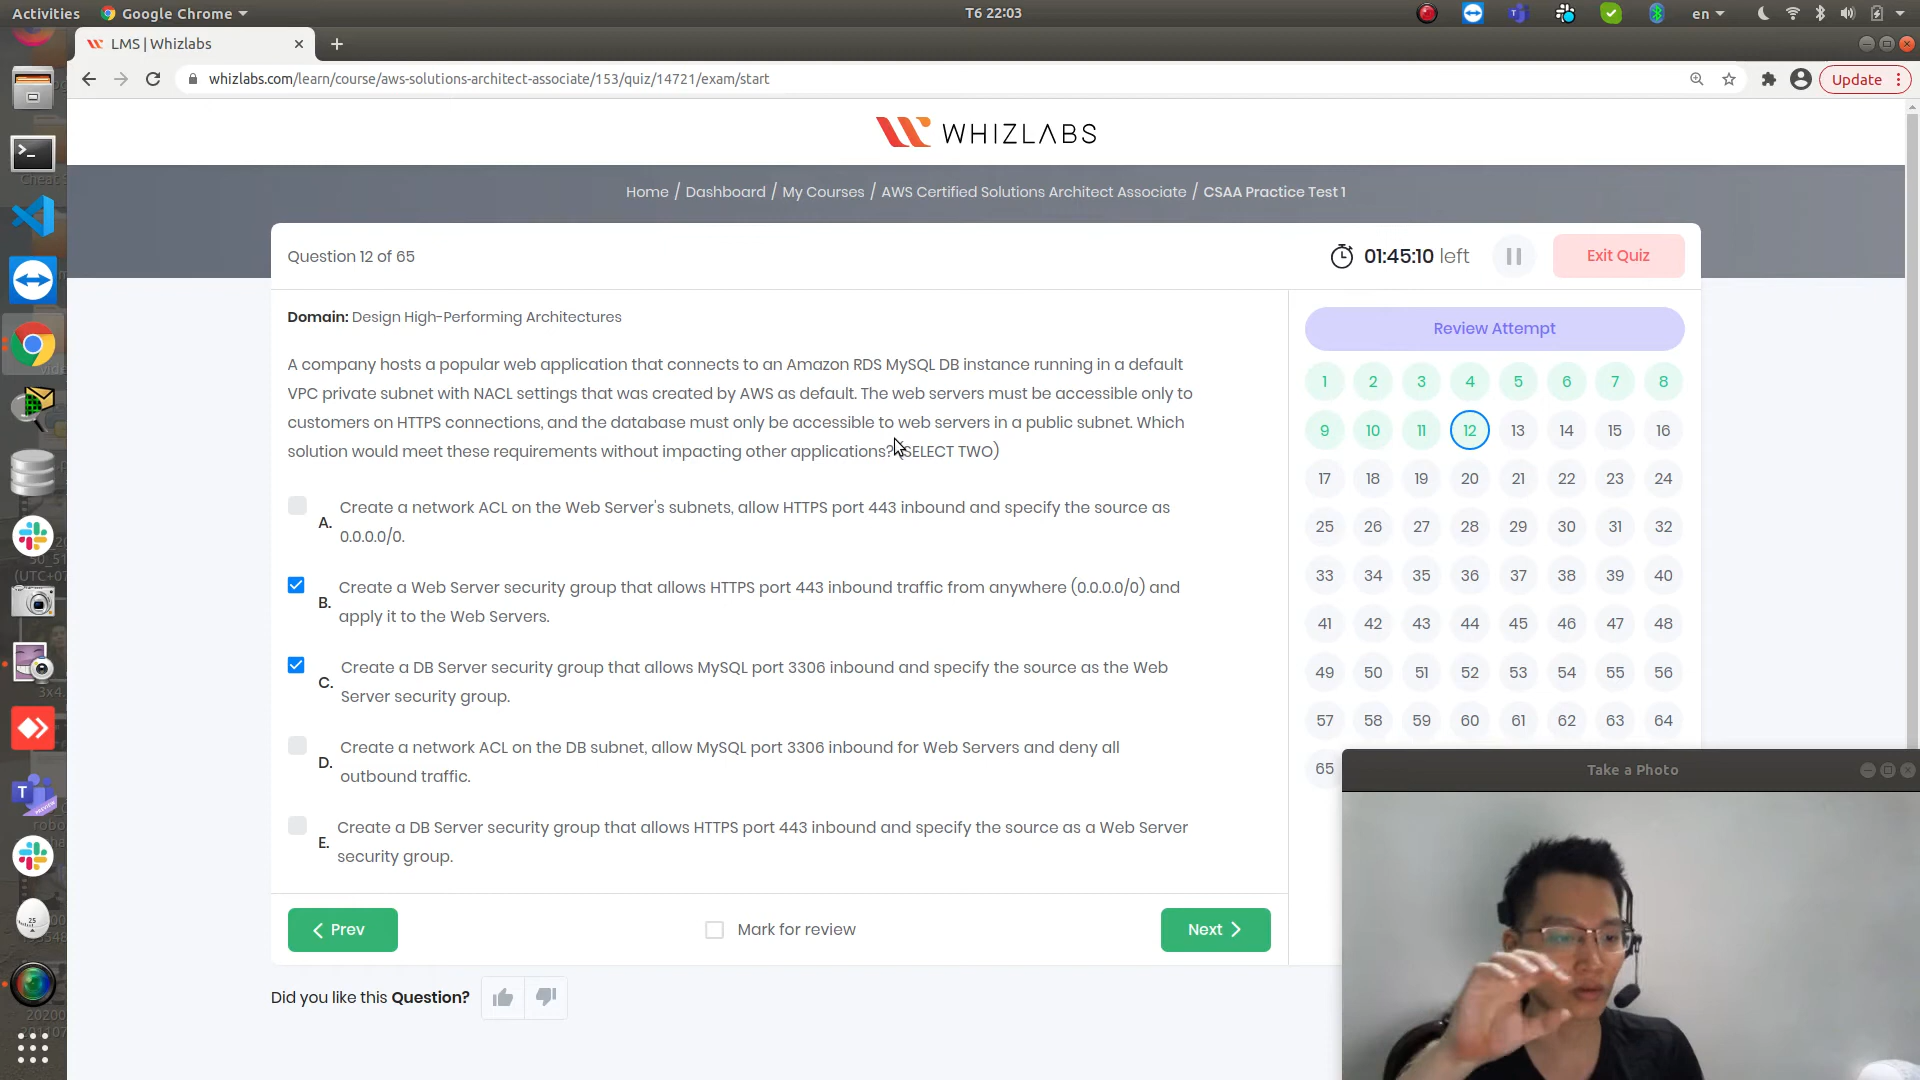 Activities
Google Chrome
T6 22:03
en
LMS | Whizlabs
whizlabs.com/learn/course/aws-solutions-architect-associate/153/quiz/14721/exam/start
Update
WHIZLABS
Home / Dashboard / My Courses / AWS Certified Solutions Architect Associate / CSAA Practice Test 1
Question 12 of 65
01:45:10 left
Exit Quiz
Domain: Design High-Performing Architectures
A company hosts a popular web application that connects to an Amazon RDS MySQL DB instance running in a default
VPC private subnet with NACL settings that was created by AWS as default. The web servers must be accessible only to
customers on HTTPS connections, and the database must only be accessible to web servers in a public subnet. Which
solution would meet these requirements without impacting other applications? (SELECT TWO)
A. Create a network ACL on the Web Server's subnets, allow HTTPS port 443 inbound and specify the source as
0.0.0.0/0.
B. Create a Web Server security group that allows HTTPS port 443 inbound traffic from anywhere (0.0.0.0/0) and
apply it to the Web Servers.
C. Create a DB Server security group that allows MySQL port 3306 inbound and specify the source as the Web
Server security group.
D. Create a network ACL on the DB subnet, allow MySQL port 3306 inbound for Web Servers and deny all
outbound traffic.
E. Create a DB Server security group that allows HTTPS port 443 inbound and specify the source as a Web Server
security group.
Prev
Mark for review
Next
Did you like this Question?
Review Attempt
1 2 3 4 5 6 7 8
9 10 11 12 13 14 15 16
17 18 19 20 21 22 23 24
25 26 27 28 29 30 31 32
33 34 35 36 37 38 39 40
41 42 43 44 45 46 47 48
49 50 51 52 53 54 55 56
57 58 59 60 61 62 63 64
65
Take a Photo